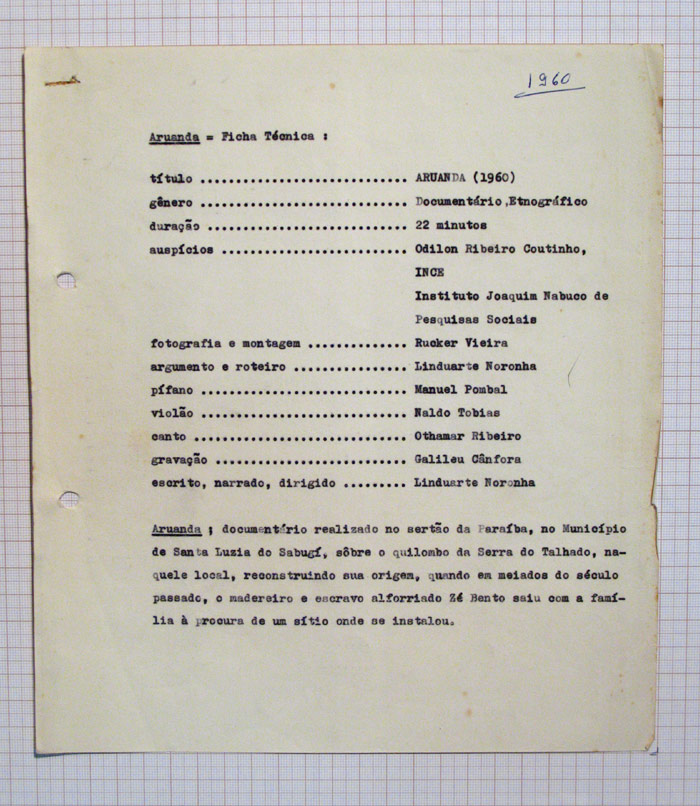 1960
Aruanda = Ficha Técnica :
título ............................. ARUANDA (1960)
gênero ............................. Documentário,Etnográfico
duração ............................ 22 minutos
auspícios .......................... Odilon Ribeiro Coutinho,
INCE
Instituto Joaquim Nabuco de
Pesquisas Sociais
fotografia e montagem .............. Rucker Vieira
argumento e roteiro ................ Linduarte Noronha
pífano ............................. Manuel Pombal
violão ............................. Naldo Tobias
canto .............................. Othamar Ribeiro
gravação ........................... Galileu Cânfora
escrito, narrado, dirigido ......... Linduarte Noronha
Aruanda ; documentário realizado no sertão da Paraíba, no Município
de Santa Luzia do Sabugí, sôbre o quilombo da Serra do Talhado, na-
quele local, reconstruindo sua origem, quando em meiados do século
passado, o madereiro e escravo alforriado Zé Bento saiu com a famí-
lia à procura de um sítio onde se instalou.